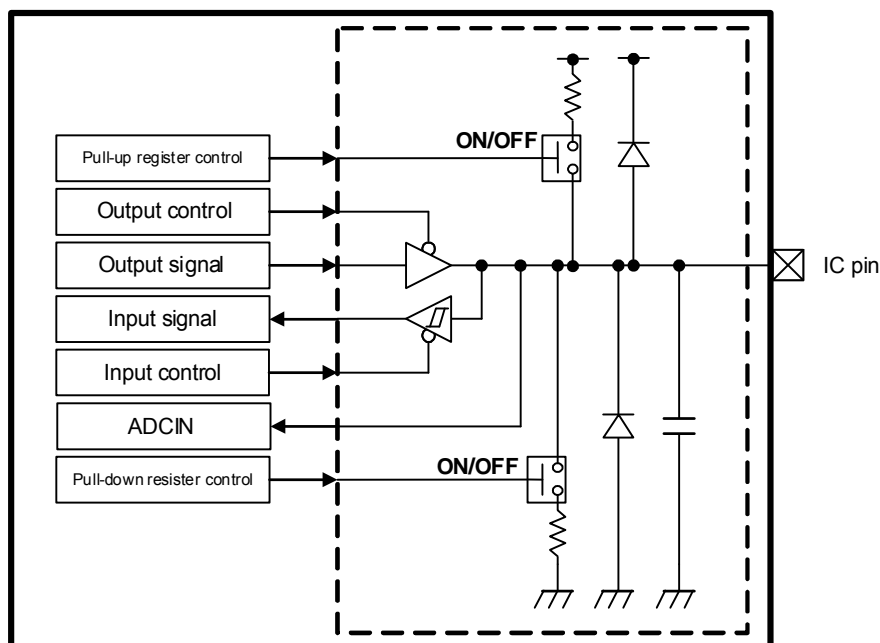 ON/OFF
Pull-up register control
Output control
Output signal
IC pin
Input signal
Input control
ADCIN
ON/OFF
Pull-down resister control